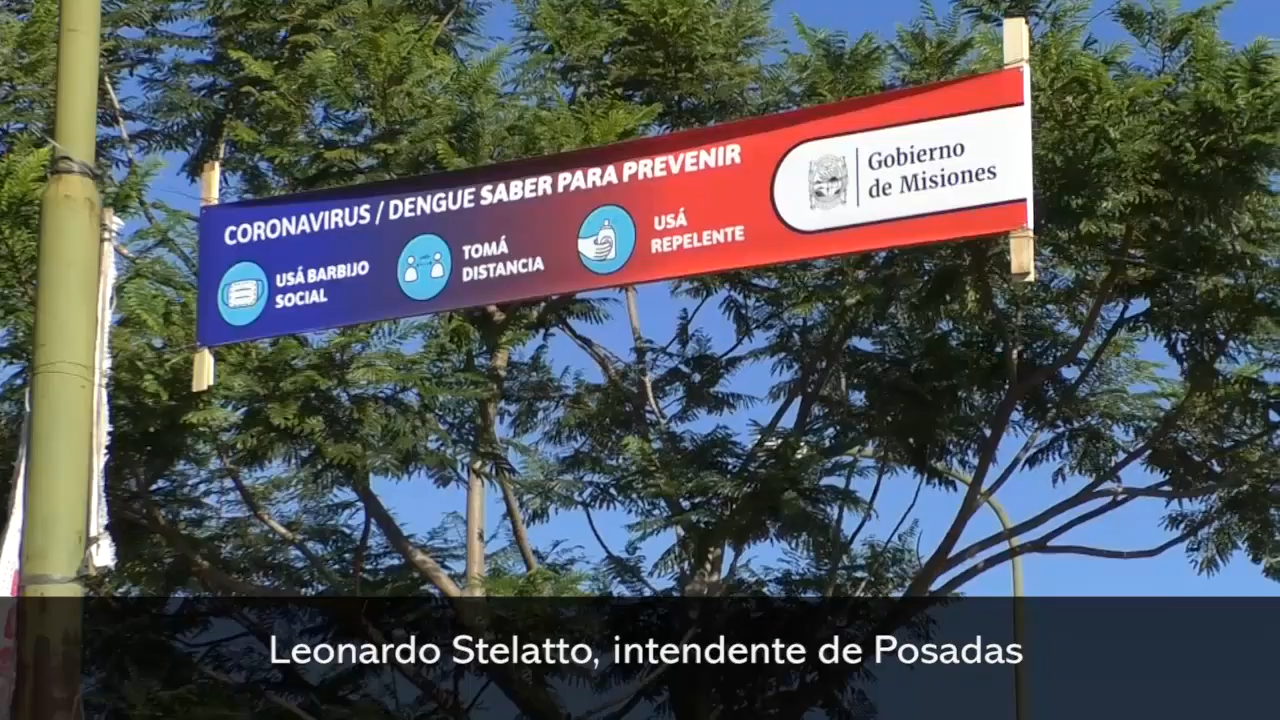 CORONAVIRUS / DENGUE SABER PARA PREVENIR
USÁ BARBIJO
SOCIAL
TOMÁ
DISTANCIA
USÁ
REPELENTE
Gobierno
de Misiones
Leonardo Stelatto, intendente de Posadas